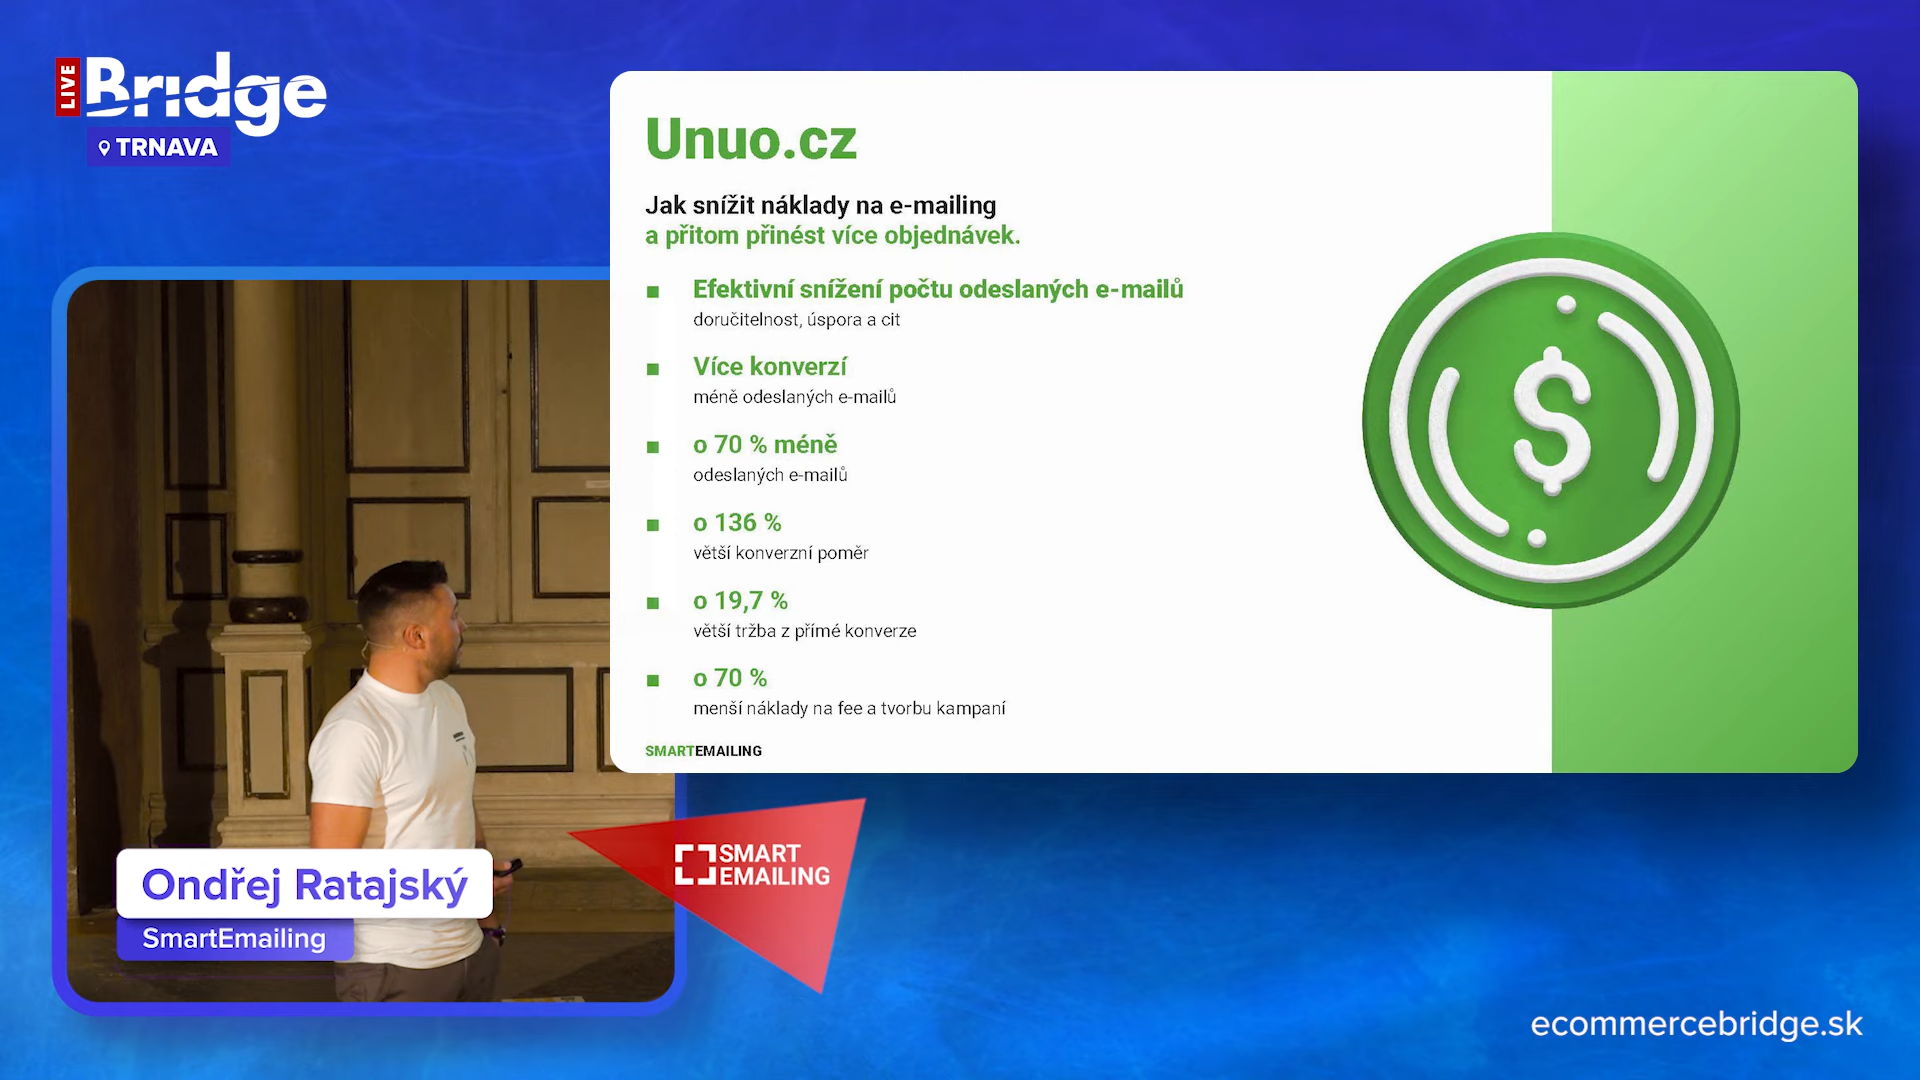 LIVE
Bridge
TRNAVA
Unuo.cz
Jak snížit náklady na e-mailing
a přitom přinést více objednávek.
Efektivní snížení počtu odeslaných e-mailů
doručitelnost, úspora a cit
Více konverzí
méně odeslaných e-mailů
o 70 % méně
odeslaných e-mailů
o 136 %
větší konverzní poměr
o 19,7 %
větší tržba z přímé konverze
o 70 %
menší náklady na fee a tvorbu kampaní
SMARTEMAILING
SMART
EMAILING
Ondřej Ratajský
SmartEmailing
ecommercebridge.sk